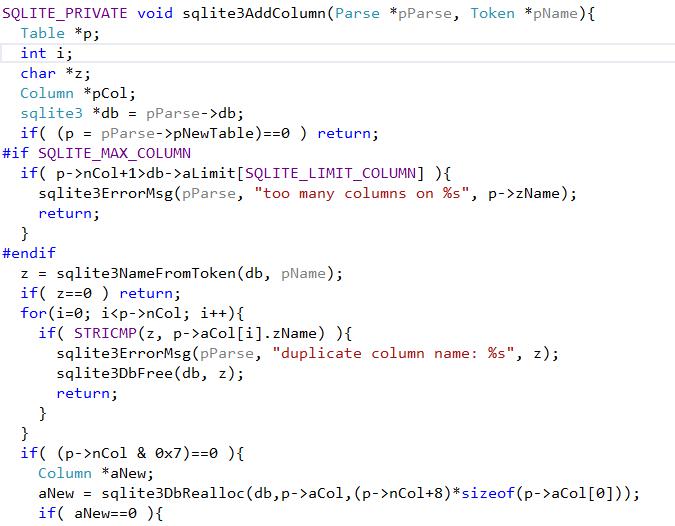 SQLITE_PRIVATE void sqlite3AddColumn(Parse *pParse, Token *pName){
  Table *p;
  int i;
  char *z;
  Column *pCol;
  sqlite3 *db = pParse->db;
  if( (p = pParse->pNewTable)==0 ) return;
#if SQLITE_MAX_COLUMN
  if( p->nCol+1>db->aLimit[SQLITE_LIMIT_COLUMN] ){
    sqlite3ErrorMsg(pParse, "too many columns on %s", p->zName);
    return;
  }
#endif
  z = sqlite3NameFromToken(db, pName);
  if( z==0 ) return;
  for(i=0; i<p->nCol; i++){
    if( STRICMP(z, p->aCol[i].zName) ){
      sqlite3ErrorMsg(pParse, "duplicate column name: %s", z);
      sqlite3DbFree(db, z);
      return;
    }
  }
  if( (p->nCol & 0x7)==0 ){
    Column *aNew;
    aNew = sqlite3DbRealloc(db,p->aCol,(p->nCol+8)*sizeof(p->aCol[0]));
    if( aNew==0 ){